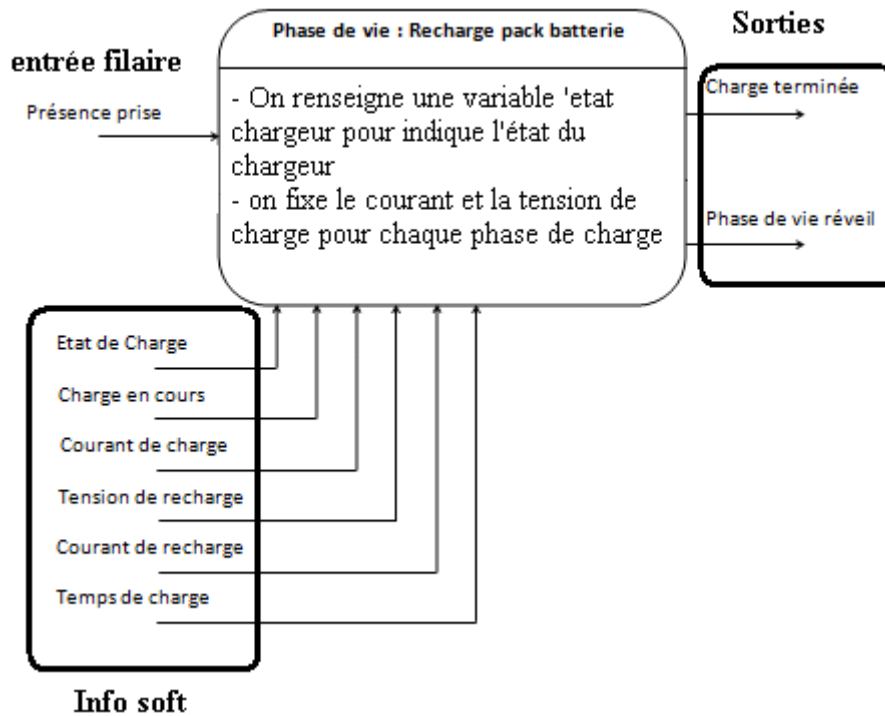 Phase de vie : Recharge pack batterie
Sorties
entrée filaire
Présence prise
- On renseigne une variable 'etat
chargeur pour indique l'état du
chargeur
- on fixe le courant et la tension de
charge pour chaque phase de charge
Charge terminée
Phase de vie réveil
Etat de Charge
Charge en cours
Courant de charge
Tension de recharge
Courant de recharge
Temps de charge
Info soft